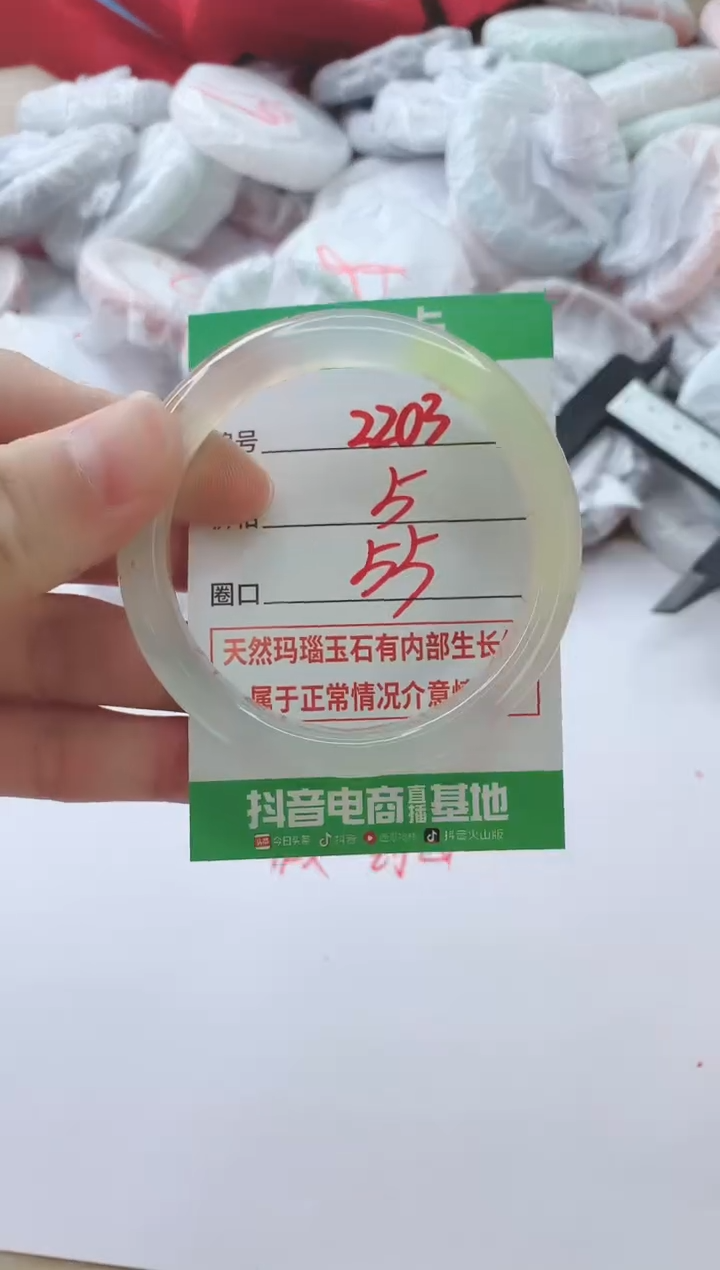 号 2203
5
圈口 55
天然玛瑙玉石有内部生长
属于正常情况介意
抖音电商直播基地
今日头条 抖音 抖音火山版